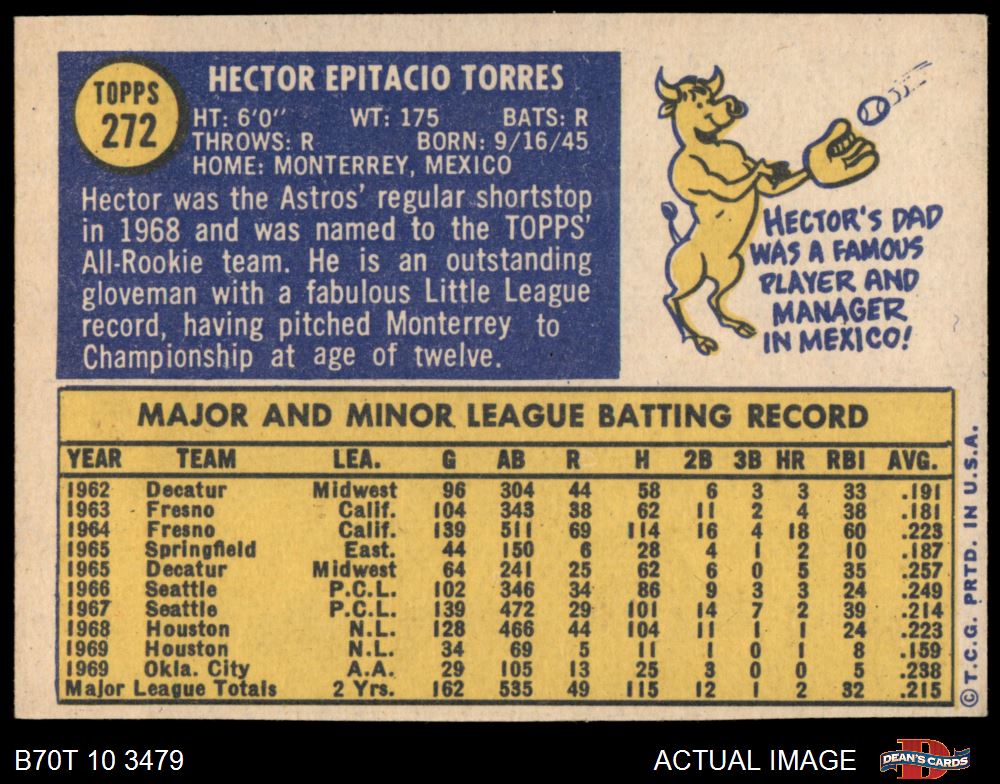 TOPPS
272
HECTOR EPITACIO TORRES
HT: 6'0" WT: 175 BATS: R
THROWS: R BORN: 9/16/45
HOME: MONTERREY, MEXICO
Hector was the Astros' regular shortstop
in 1968 and was named to the TOPPS'
All-Rookie team. He is an outstanding
gloveman with a fabulous Little League
record, having pitched Monterrey to
Championship at age of twelve.
HECTOR'S DAD
WAS A FAMOUS
PLAYER AND
MANAGER
IN MEXICO!
MAJOR AND MINOR LEAGUE BATTING RECORD
YEAR TEAM LEA. G AB R H 2B 3B HR RBI AVG.
1962 Decatur Midwest 96 304 44 58 6 3 3 33 .191
1963 Fresno Calif. 104 343 38 62 11 2 4 38 .181
1964 Fresno Calif. 139 511 69 114 16 4 18 60 .223
1965 Springfield East. 44 150 6 28 4 1 2 10 .187
1965 Decatur Midwest 64 241 25 62 6 0 5 35 .257
1966 Seattle P.C.L. 102 346 34 86 9 3 3 24 .249
1967 Seattle P.C.L. 139 472 29 101 14 7 2 39 .214
1968 Houston N.L. 128 466 44 104 11 1 1 24 .223
1969 Houston N.L. 34 69 5 11 1 0 1 8 .159
1969 Okla. City A.A. 29 105 13 25 3 0 0 5 .238
Major League Totals 2 Yrs. 162 535 49 115 12 1 2 32 .215
©T.C.G. PRTD. IN U.S.A.
B70T 10 3479
ACTUAL IMAGE
DEAN'S CARDS